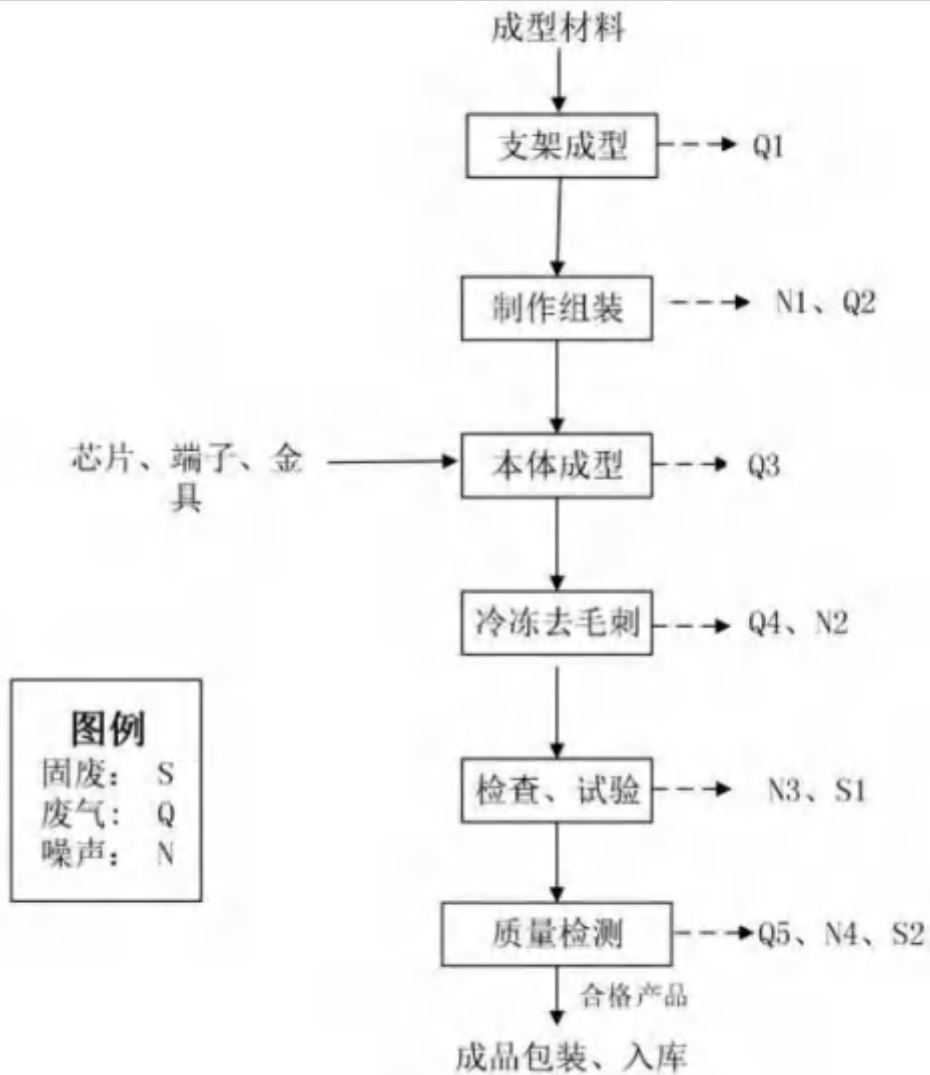 成型材料
支架成型
Q1
制作组装
N1、Q2
芯片、端子、金
具
本体成型
Q3
冷冻去毛刺
Q4、N2
图例
固废： S
废气： Q
噪声： N
检查、试验
N3、S1
质量检测
Q5、N4、S2
合格产品
成品包装、入库